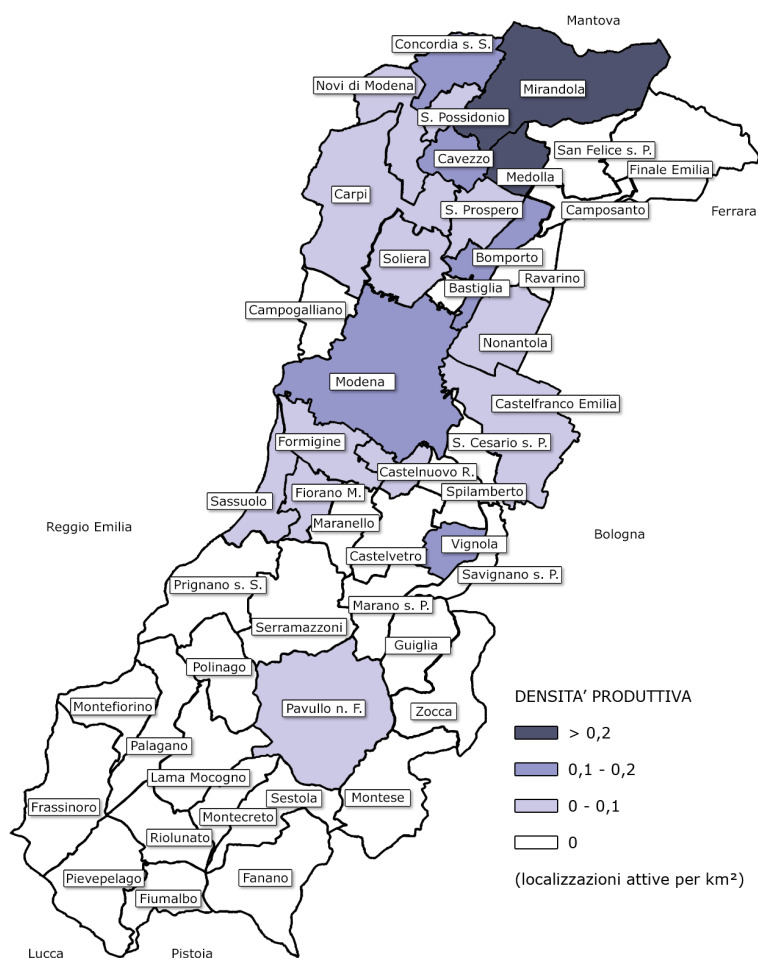 Mantova
Concordia s. S.
Novi di Modena
Mirandola
S. Possidonio
San Felice s. P.
Cavezzo
Finale Emilia
Medolla
Carpi
S. Prospero
Camposanto
Ferrara
Soliera
Bomporto
Ravarino
Bastiglia
Campogalliano
Nonantola
Modena
Castelfranco Emilia
Formigine
S. Cesario s. P.
Castelnuovo R.
Fiorano M.
Spilamberto
Sassuolo
Reggio Emilia
Maranello
Bologna
Vignola
Castelvetro
Savignano s. P.
Prignano s. S.
Marano s. P.
Serramazzoni
Guiglia
Polinago
Montefiorino
Pavullo n. F.
Zocca
Palagano
Lama Mocogno
Sestola
Montese
Frassinoro
Montecreto
Riolunato
Pievepelago
Fanano
Fiumalbo
Lucca
Pistoia
DENSITA' PRODUTTIVA
> 0,2
0,1 - 0,2
0 - 0,1
0
(localizzazioni attive per km²)